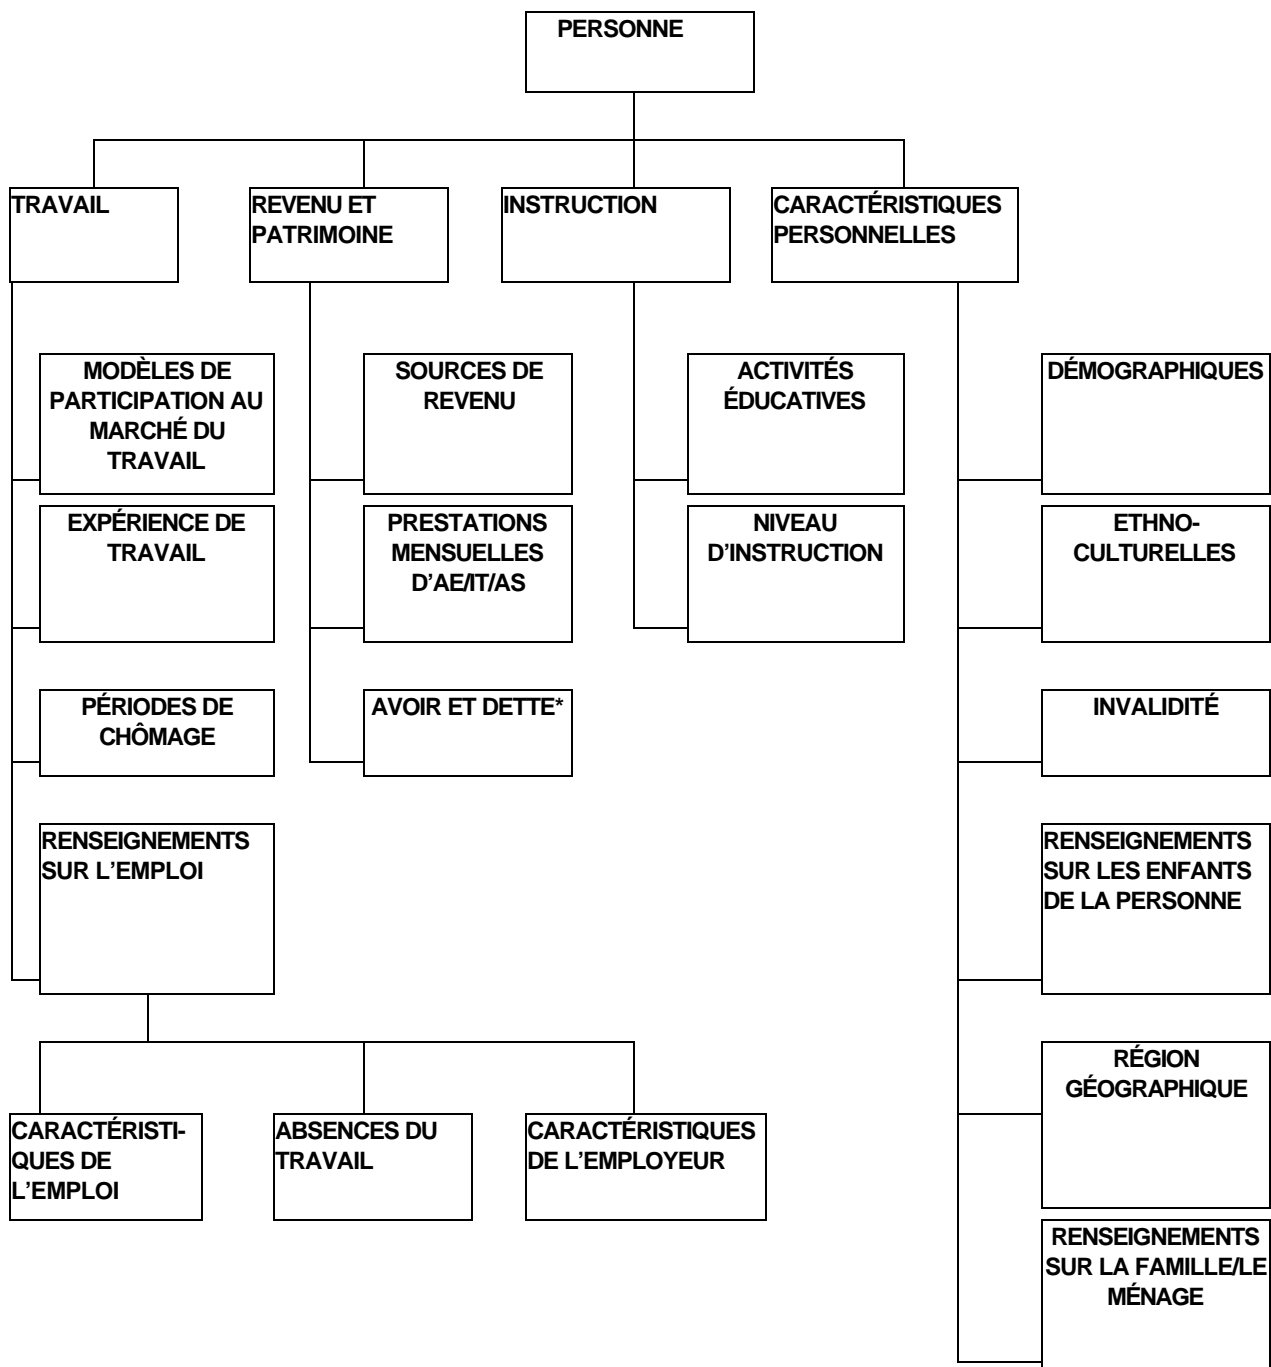 PERSONNE
TRAVAIL
REVENU ET
PATRIMOINE
INSTRUCTION
CARACTÉRISTIQUES
PERSONNELLES
MODÈLES DE
PARTICIPATION AU
MARCHÉ DU
TRAVAIL
SOURCES DE
REVENU
ACTIVITÉS
ÉDUCATIVES
DÉMOGRAPHIQUES
EXPÉRIENCE DE
TRAVAIL
PRESTATIONS
MENSUELLES
D’AE/IT/AS
NIVEAU
D’INSTRUCTION
ETHNO-
CULTURELLES
PÉRIODES DE
CHÔMAGE
AVOIR ET DETTE*
INVALIDITÉ
RENSEIGNEMENTS
SUR L’EMPLOI
RENSEIGNEMENTS
SUR LES ENFANTS
DE LA PERSONNE
RÉGION
GÉOGRAPHIQUE
CARACTÉRISTI-
QUES DE
L’EMPLOI
ABSENCES DU
TRAVAIL
CARACTÉRISTIQUES
DE L’EMPLOYEUR
RENSEIGNEMENTS
SUR LA FAMILLE/LE
MÉNAGE